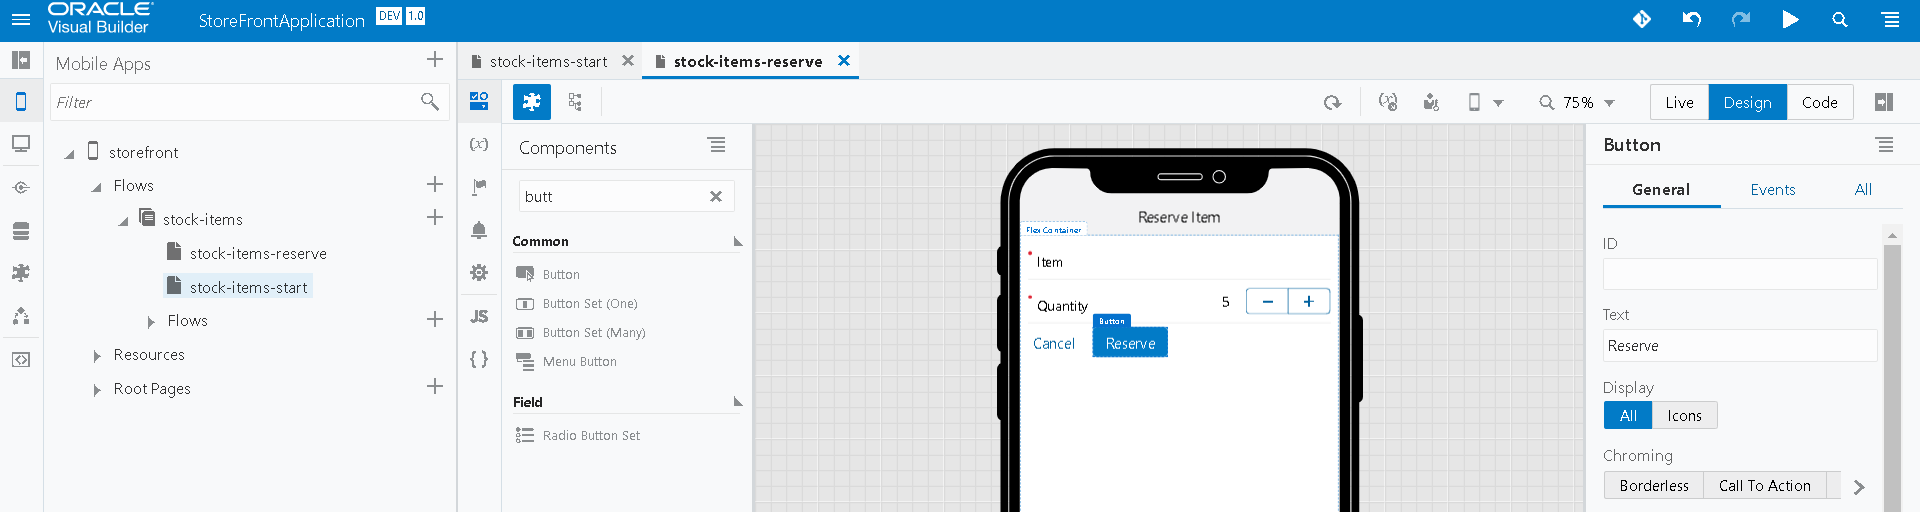 ORACLE
Visual Builder
StoreFrontApplication DEV 1.0
Mobile Apps
Filter
storefront
Flows
stock-items
stock-items-reserve
stock-items-start
Flows
Resources
Root Pages
stock-items-start
stock-items-reserve
75%
Live Design Code
(x)
JS
{ }
Components
butt
Common
Button
Button Set (One)
Button Set (Many)
Menu Button
Field
Radio Button Set
Reserve Item
Flex Container
* Item
* Quantity 5 − +
Button
Cancel Reserve
Button
General Events All
ID
Text
Reserve
Display
All Icons
Chroming
Borderless Call To Action